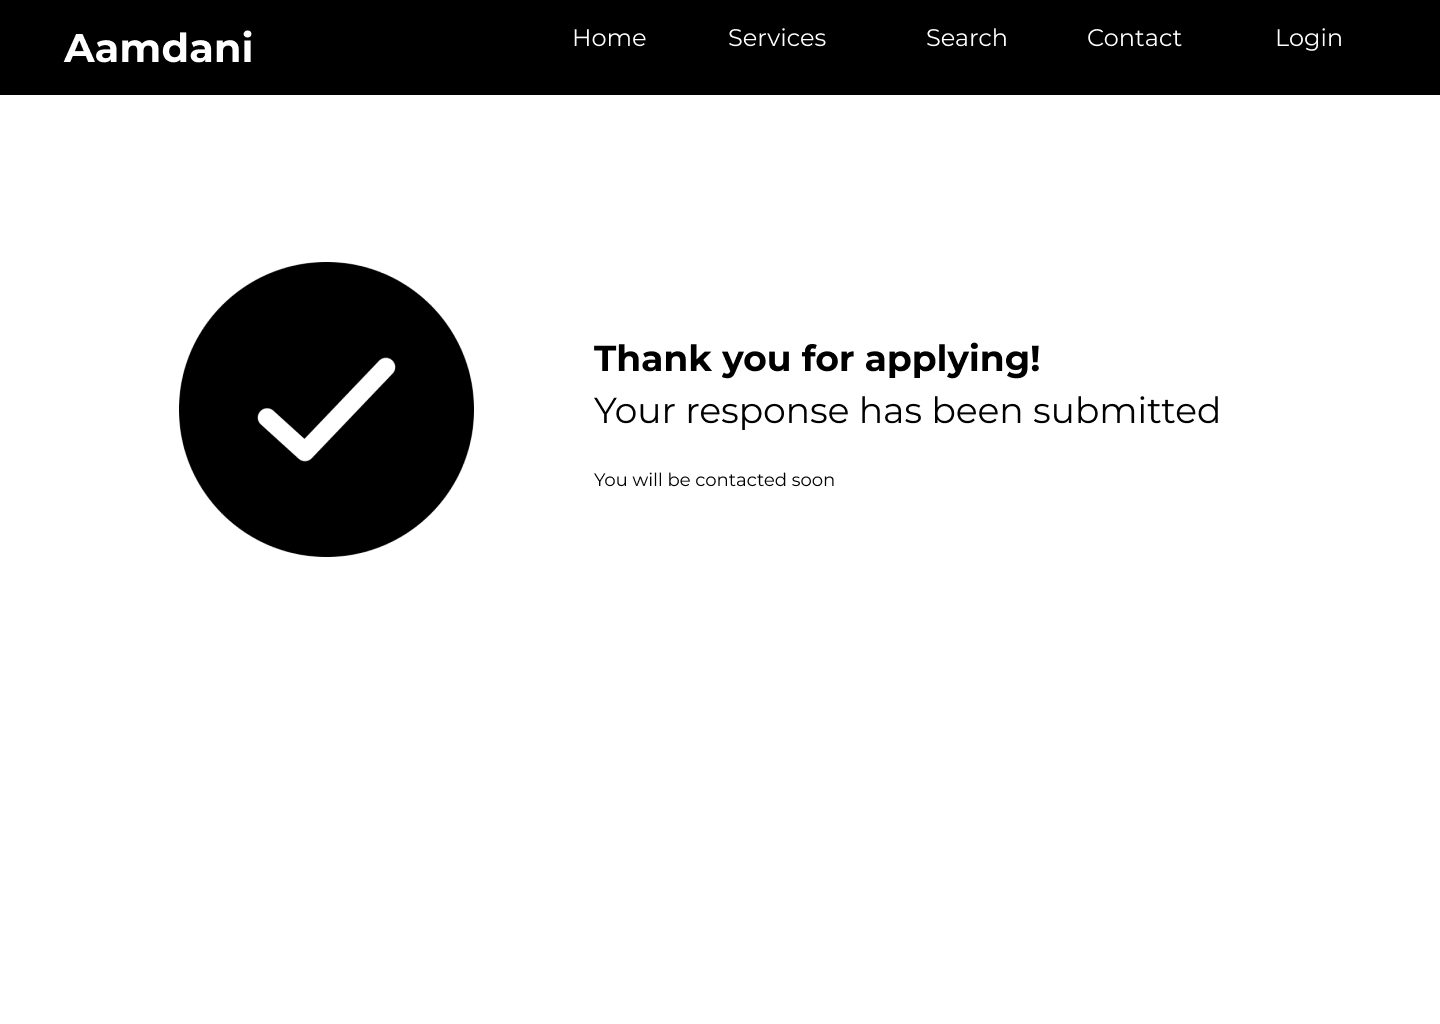 Aamdani
Home Services Search Contact Login
Thank you for applying!
Your response has been submitted
You will be contacted soon